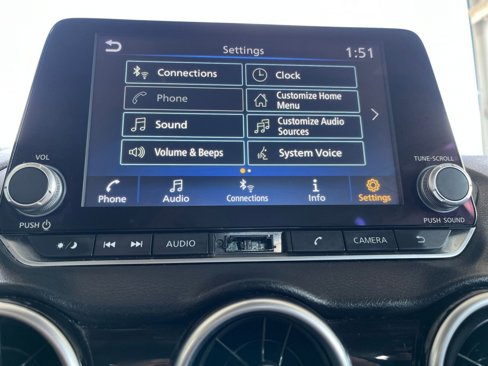 Settings
1:51
Connections
Clock
Phone
Customize Home
Menu
Sound
Customize Audio
Sources
Volume & Beeps
System Voice
VOL
TUNE·SCROLL
Phone
Audio
Connections
Info
Settings
PUSH
PUSH SOUND
AUDIO
CAMERA